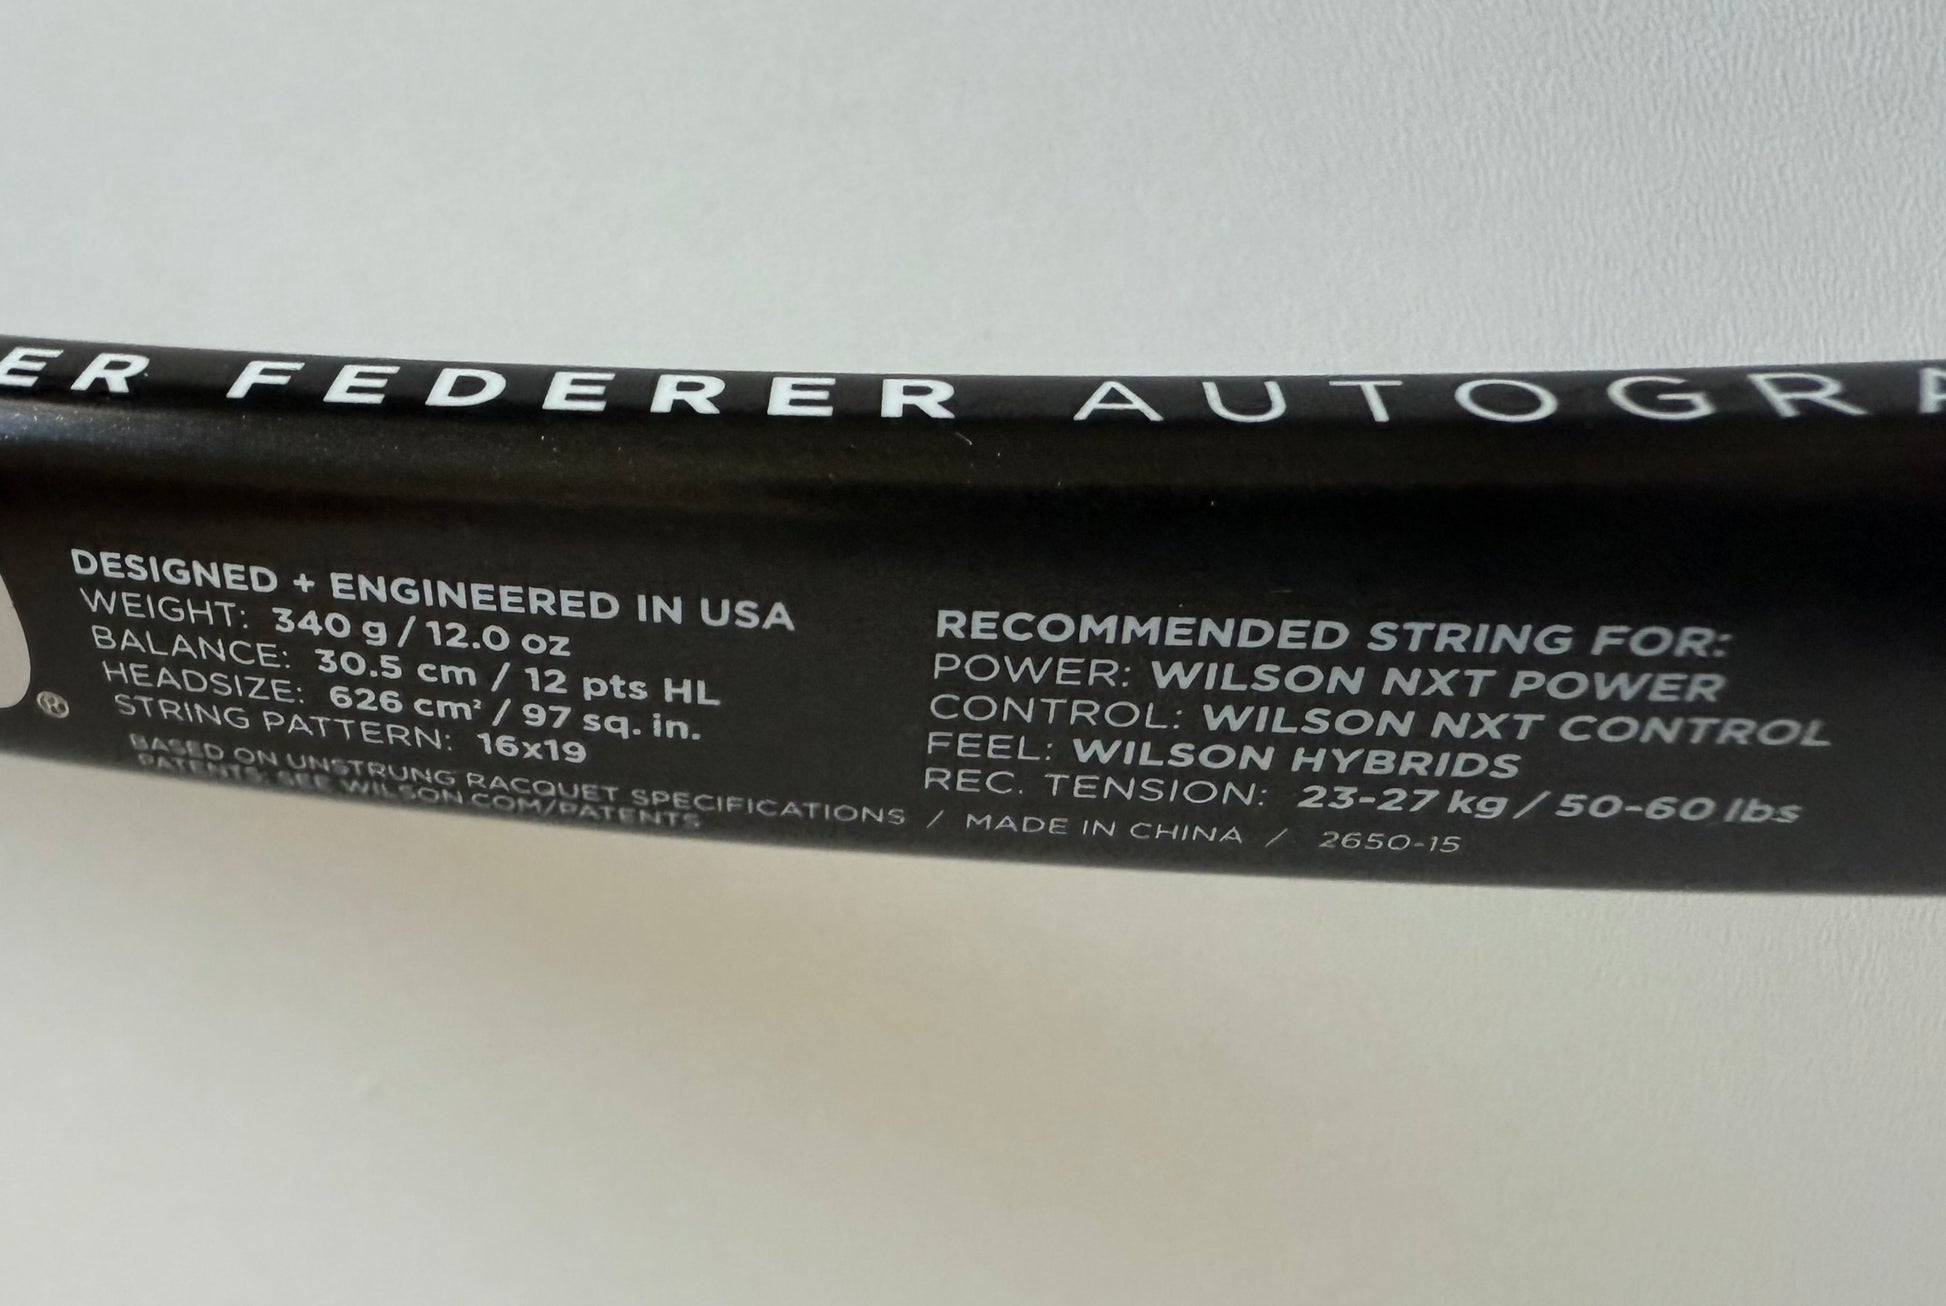 ER FEDERER AUTOGRA
DESIGNED + ENGINEERED IN USA
WEIGHT: 340 g / 12.0 oz
BALANCE: 30.5 cm / 12 pts HL
HEADSIZE: 626 cm² / 97 sq. in.
STRING PATTERN: 16x19
BASED ON UNSTRUNG RACQUET SPECIFICATIONS / MADE IN CHINA / 2650-15
PATENTS: SEE WILSON.COM/PATENTS
®
RECOMMENDED STRING FOR:
POWER: WILSON NXT POWER
CONTROL: WILSON NXT CONTROL
FEEL: WILSON HYBRIDS
REC. TENSION: 23-27 kg / 50-60 lbs